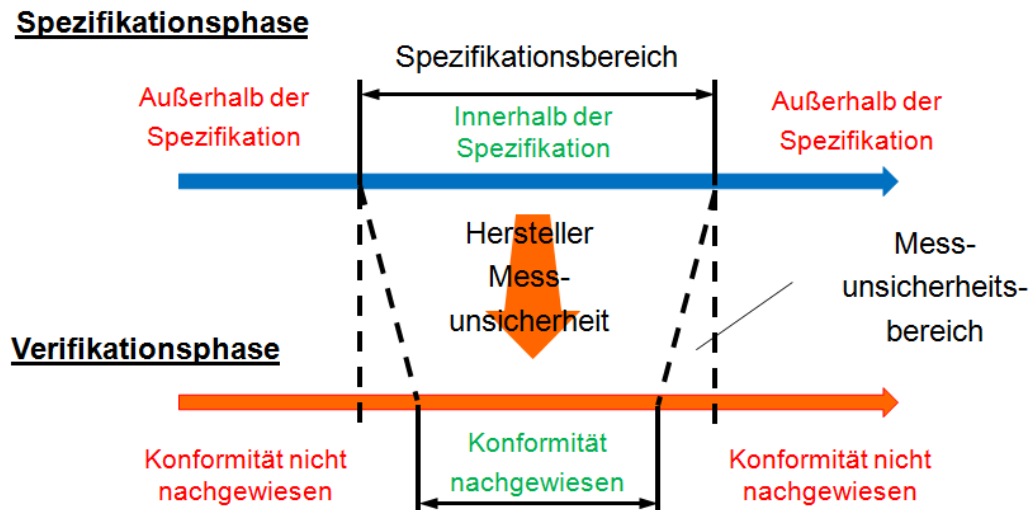 Spezifikationsphase
Spezifikationsbereich
Außerhalb der
Spezifikation
Innerhalb der
Spezifikation
Außerhalb der
Spezifikation
Hersteller
Mess-
unsicherheit
Mess-
unsicherheits-
bereich
Verifikationsphase
Konformität nicht
nachgewiesen
Konformität
nachgewiesen
Konformität nicht
nachgewiesen